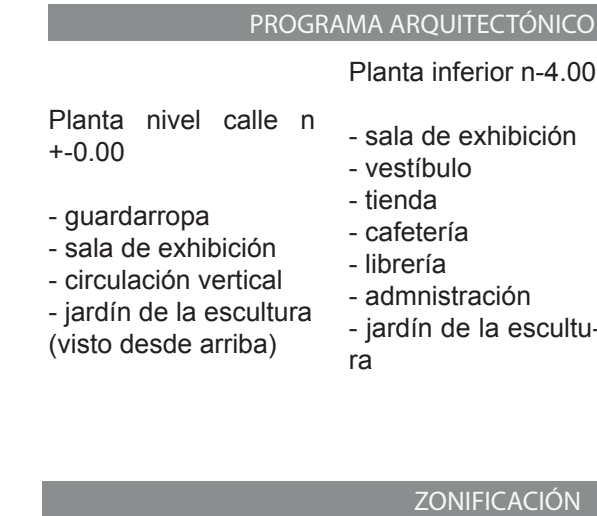 PROGRAMA ARQUITECTÓNICO
Planta nivel calle n
+-0.00
- guardarropa
- sala de exhibición
- circulación vertical
- jardín de la escultura
(visto desde arriba)
Planta inferior n-4.00
- sala de exhibición
- vestíbulo
- tienda
- cafetería
- librería
- admnistración
- jardín de la escultu-
ra
ZONIFICACIÓN